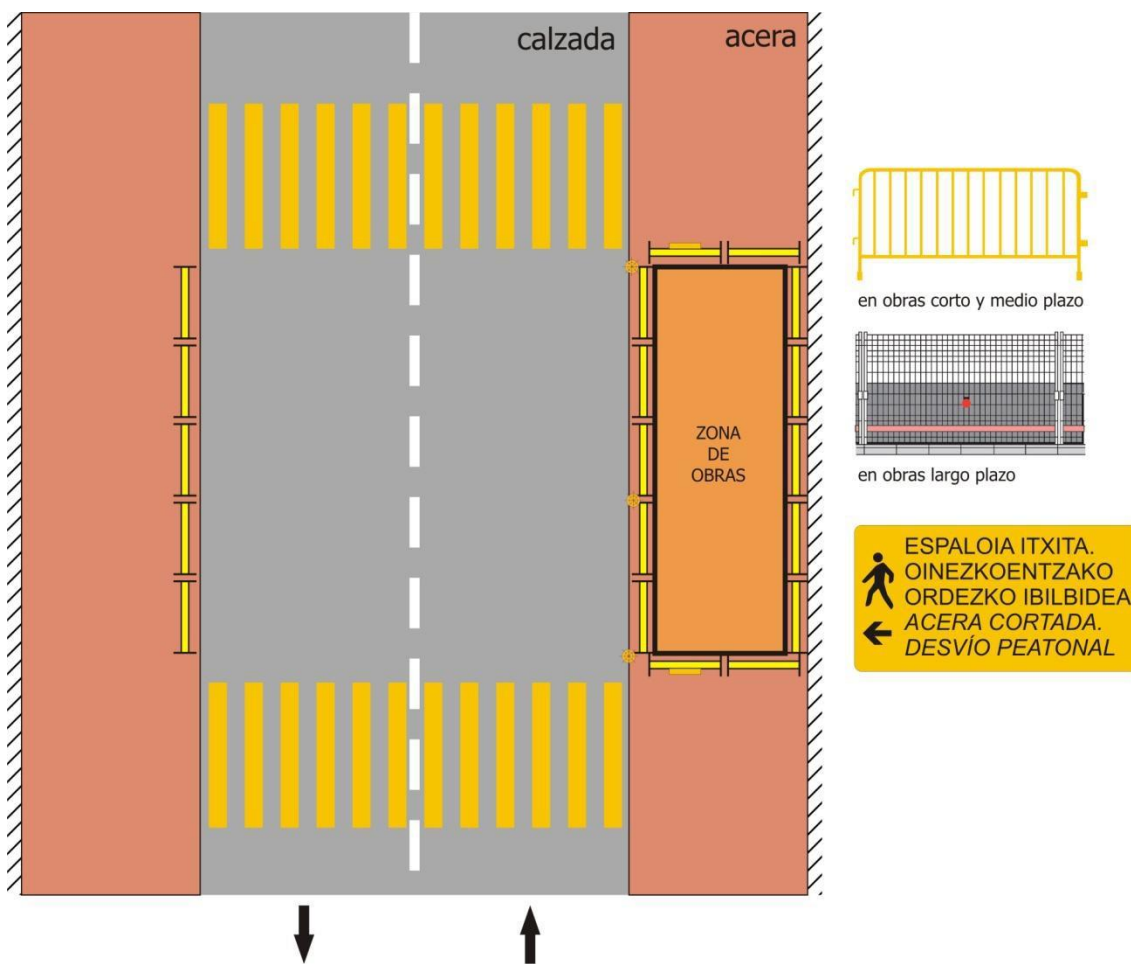 calzada
acera
ZONA
DE
OBRAS
en obras corto y medio plazo
en obras largo plazo
ESPALOIA ITXITA.
OINEZKOENTZAKO
ORDEZKO IBILBIDEA
ACERA CORTADA.
DESVÍO PEATONAL